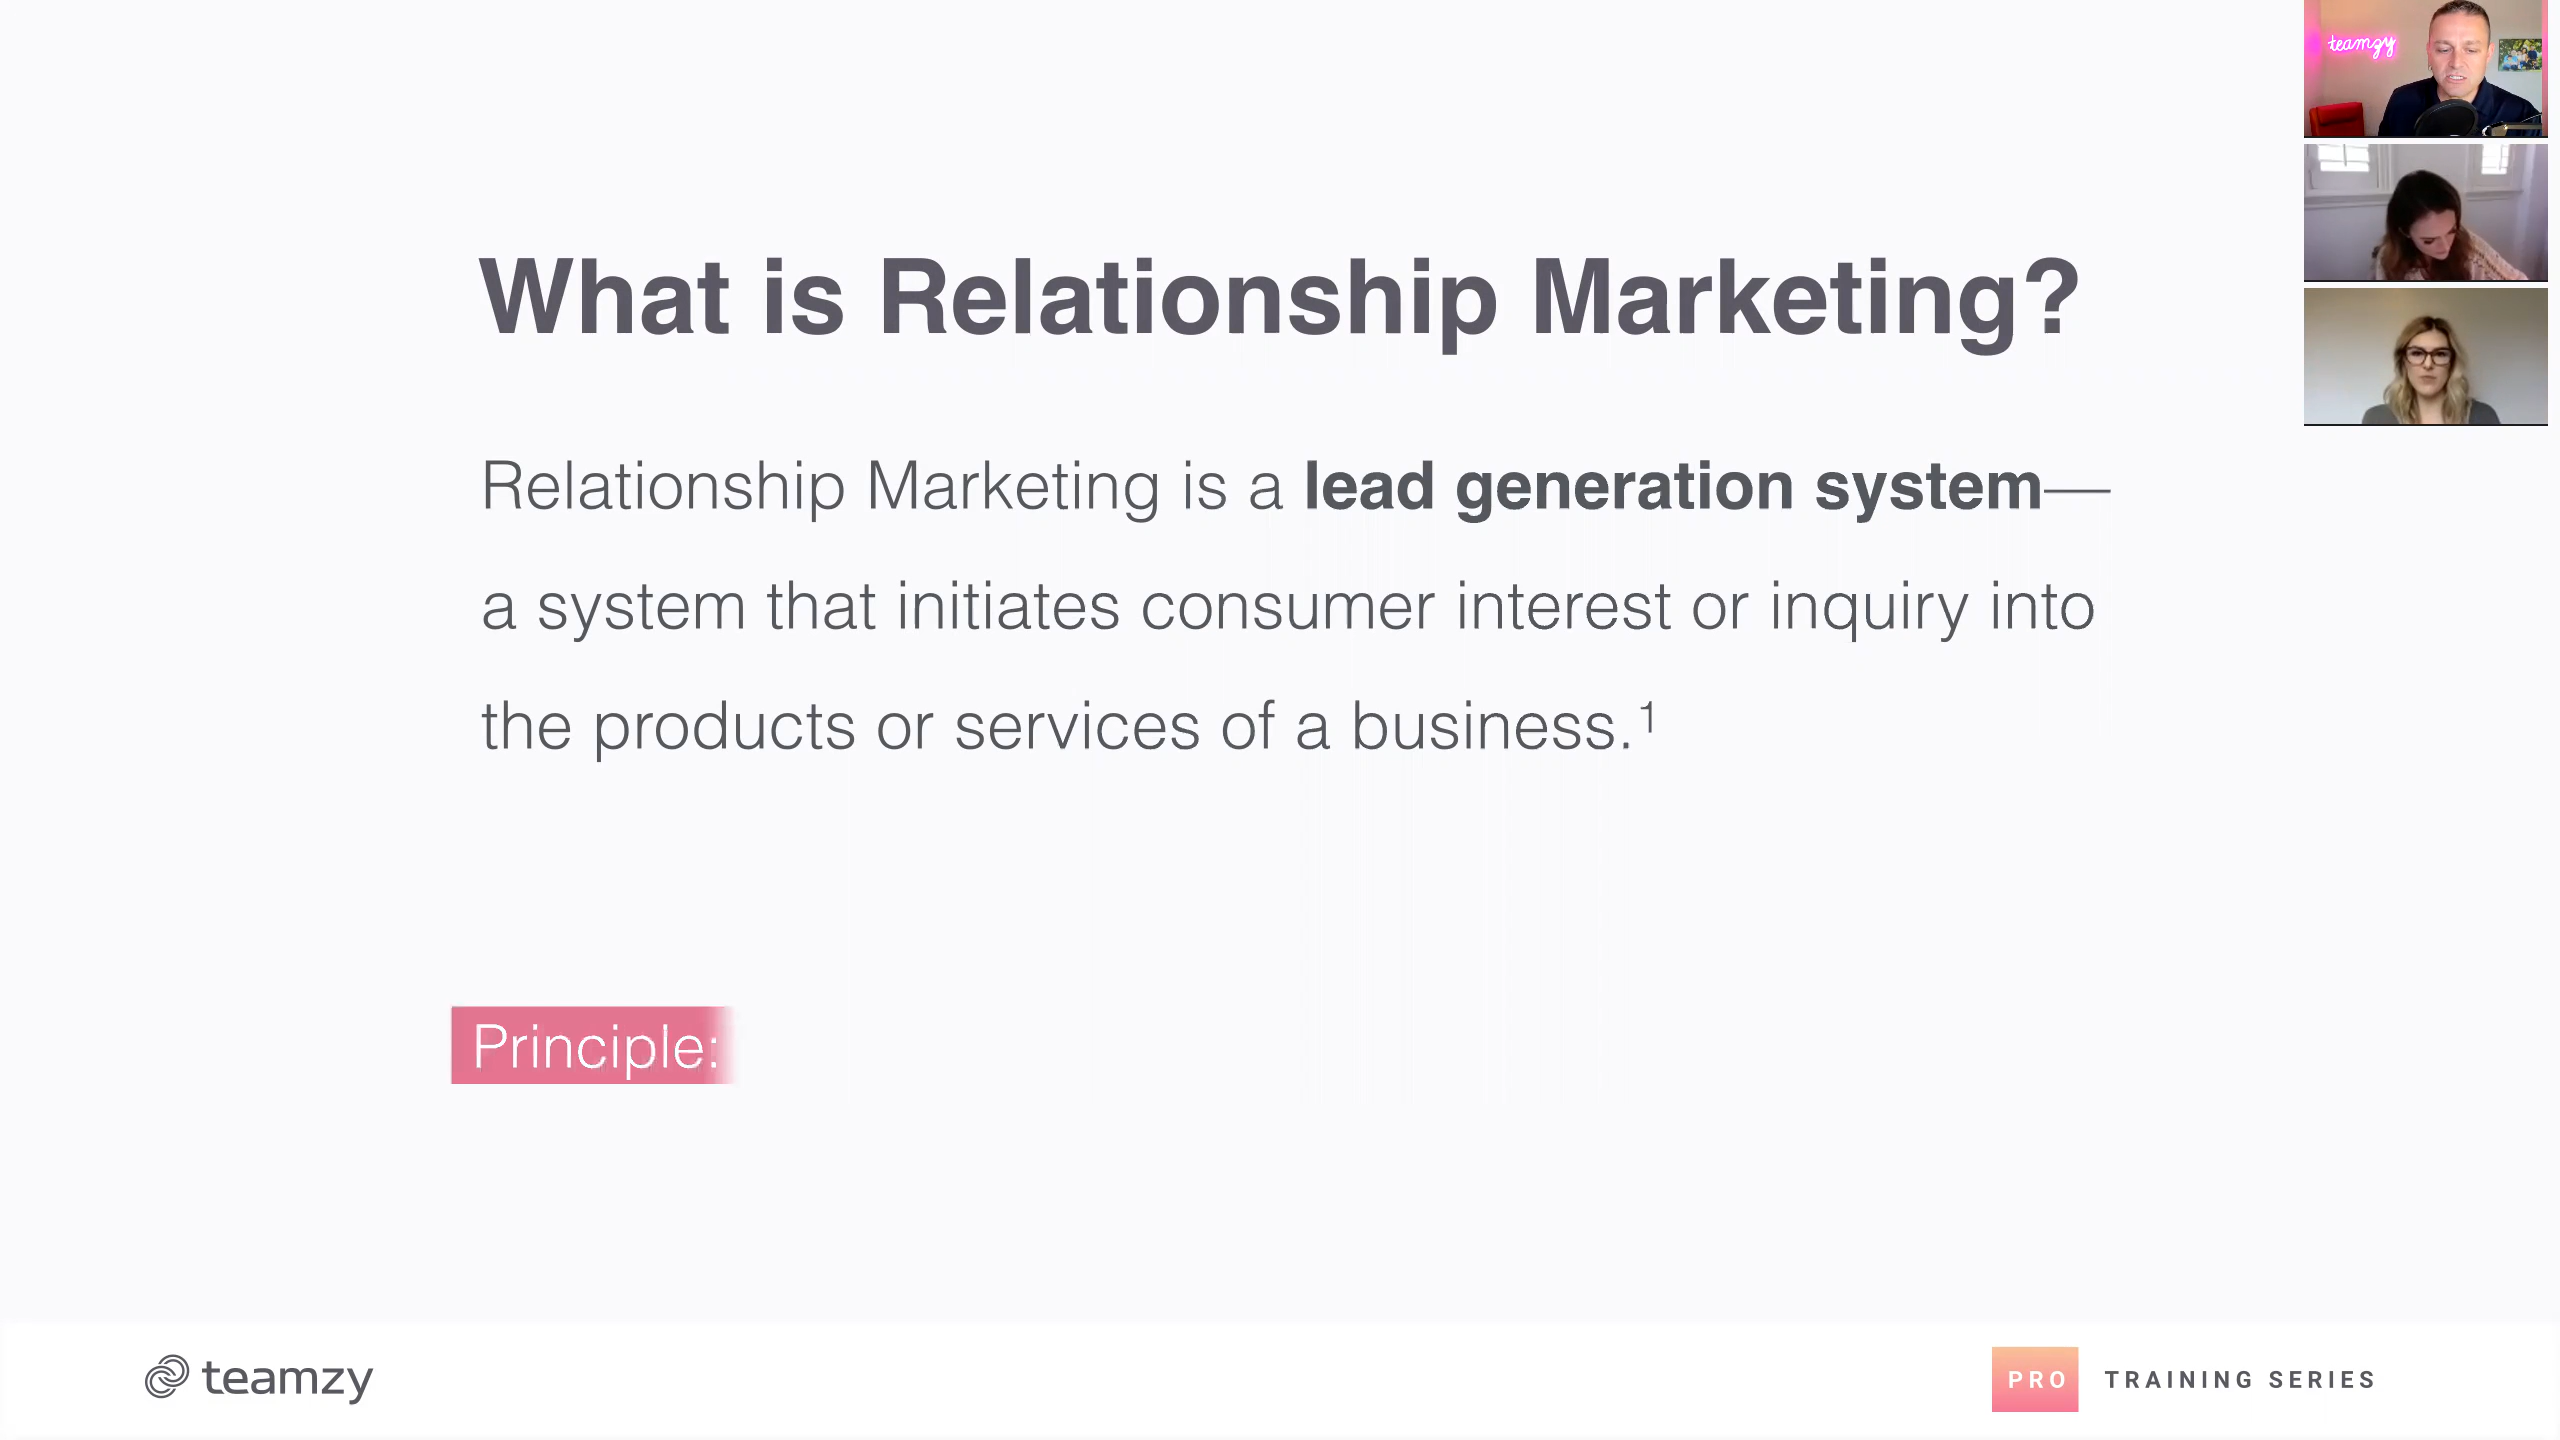 teamzy
What is Relationship Marketing?
Relationship Marketing is a lead generation system—
a system that initiates consumer interest or inquiry into
the products or services of a business.¹
Principle:
teamzy
PRO TRAINING SERIES